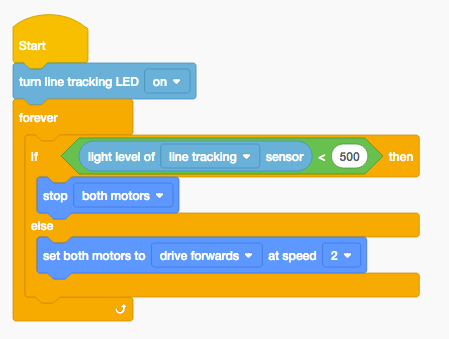 Start
turn line tracking LED on
forever
If light level of line tracking sensor < 500 then
stop both motors
else
set both motors to drive forwards at speed 2